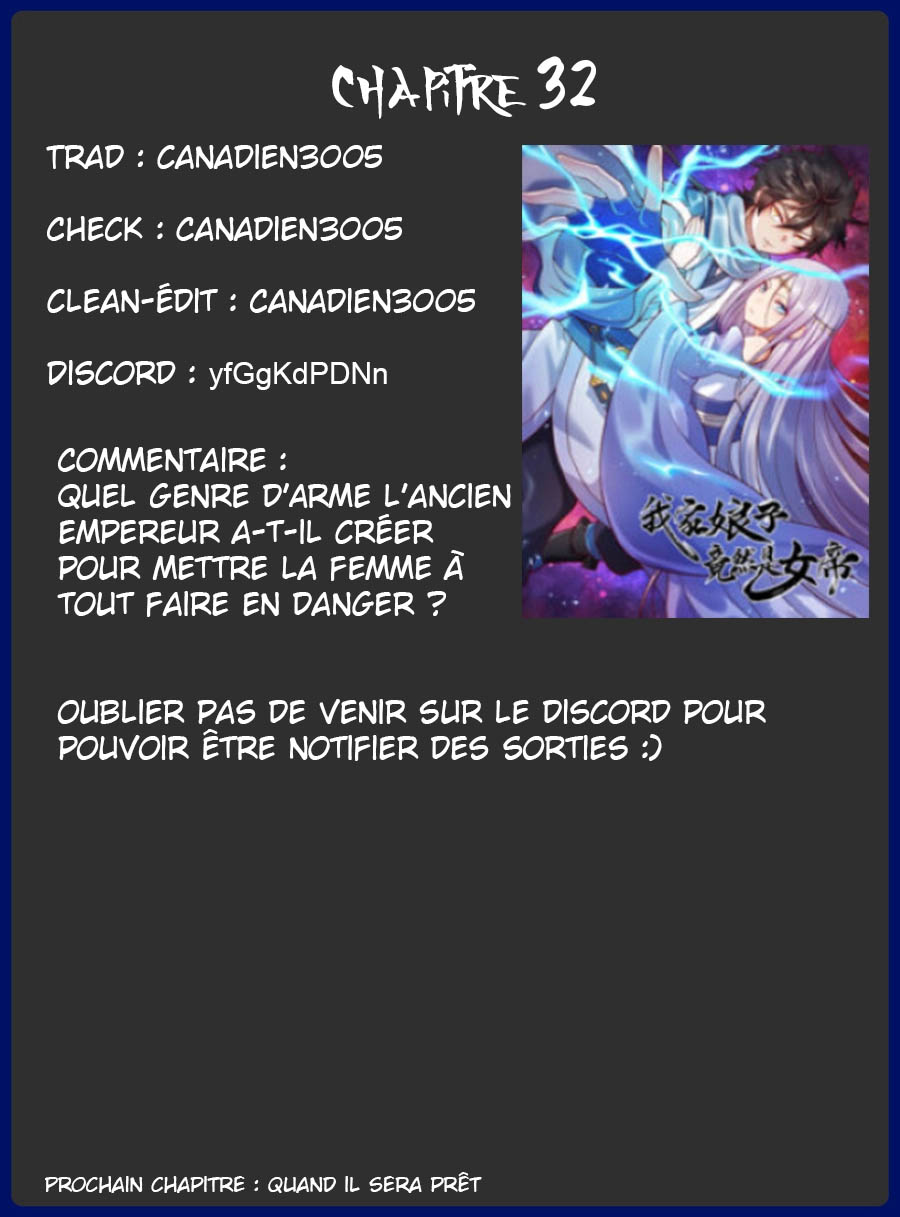 CHAPITRE 32
TRAD : CANADIEN3005
CHECK : CANADIEN3005
CLEAN-ÉDIT : CANADIEN3005
DISCORD : yfGgKdPDNn
COMMENTAIRE :
QUEL GENRE D'ARME L'ANCIEN
EMPEREUR A-T-IL CRÉER
POUR METTRE LA FEMME À
TOUT FAIRE EN DANGER ?
我家娘子
竟然是女帝
OUBLIER PAS DE VENIR SUR LE DISCORD POUR
POUVOIR ÊTRE NOTIFIER DES SORTIES :)
PROCHAIN CHAPITRE : QUAND IL SERA PRÊT